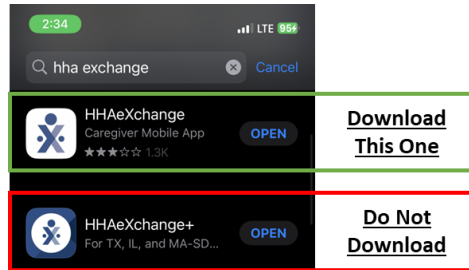 2:34
LTE 95
hha exchange
Cancel
HHAeXchange
Caregiver Mobile App
OPEN
1.3K
Download
This One
HHAeXchange+
For TX, IL, and MA-SD...
OPEN
Do Not
Download